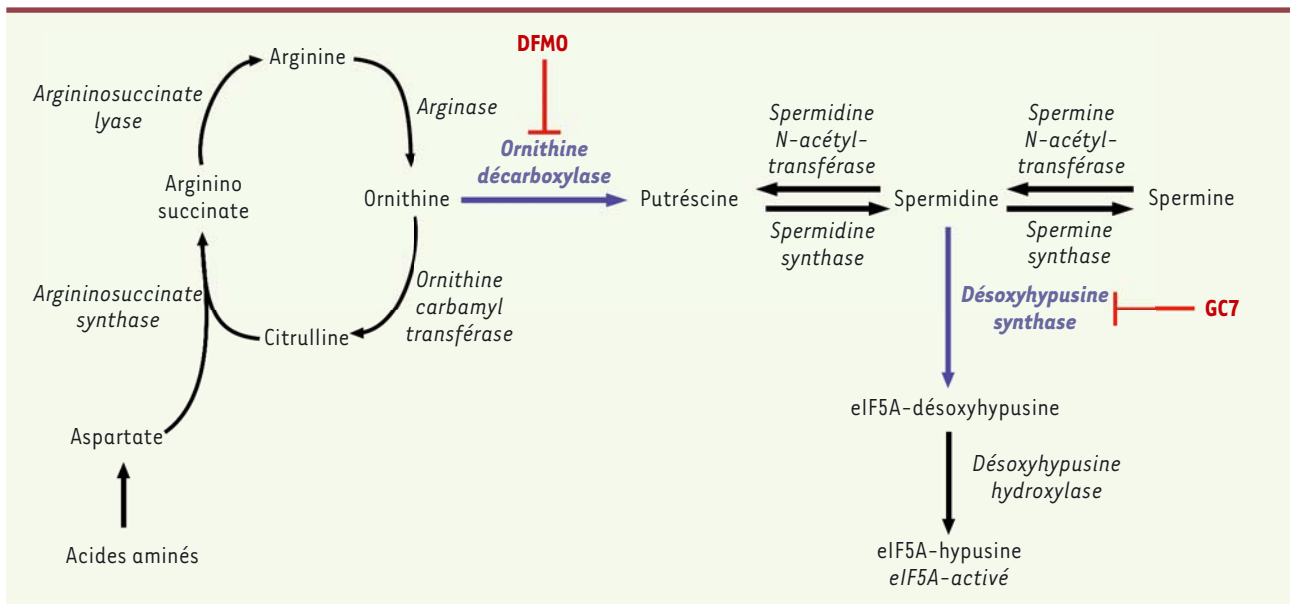 DFMO
Arginine
Argininosuccinate
lyase
Arginase
Ornithine
décarboxylase
Spermidine
N-acétyl-
transférase
Spermine
N-acétyl-
transférase
Arginino
succinate
Ornithine
Putréscine
Spermidine
Spermine
Spermidine
synthase
Spermine
synthase
Argininosuccinate
synthase
Ornithine
carbamyl
transférase
Citrulline
Désoxyhypusine
synthase
GC7
Aspartate
eIF5A-désoxyhypusine
Désoxyhypusine
hydroxylase
Acides aminés
eIF5A-hypusine
eIF5A-activé